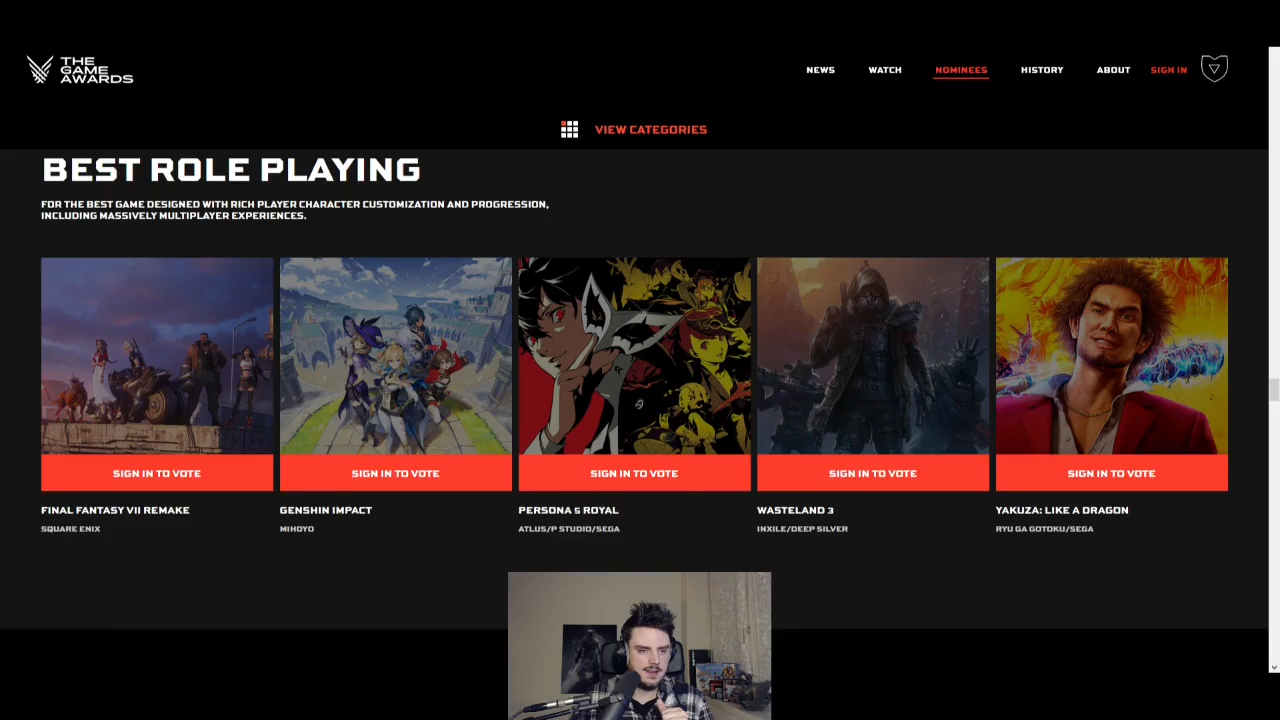 THE
GAME
AWARDS
NEWS
WATCH
NOMINEES
HISTORY
ABOUT
SIGN IN
VIEW CATEGORIES
BEST ROLE PLAYING
FOR THE BEST GAME DESIGNED WITH RICH PLAYER CHARACTER CUSTOMIZATION AND PROGRESSION,
INCLUDING MASSIVELY MULTIPLAYER EXPERIENCES.
SIGN IN TO VOTE
SIGN IN TO VOTE
SIGN IN TO VOTE
SIGN IN TO VOTE
SIGN IN TO VOTE
FINAL FANTASY VII REMAKE
SQUARE ENIX
GENSHIN IMPACT
MIHOYO
PERSONA 5 ROYAL
ATLUS/P STUDIO/SEGA
WASTELAND 3
INXILE/DEEP SILVER
YAKUZA: LIKE A DRAGON
RYU GA GOTOKU/SEGA